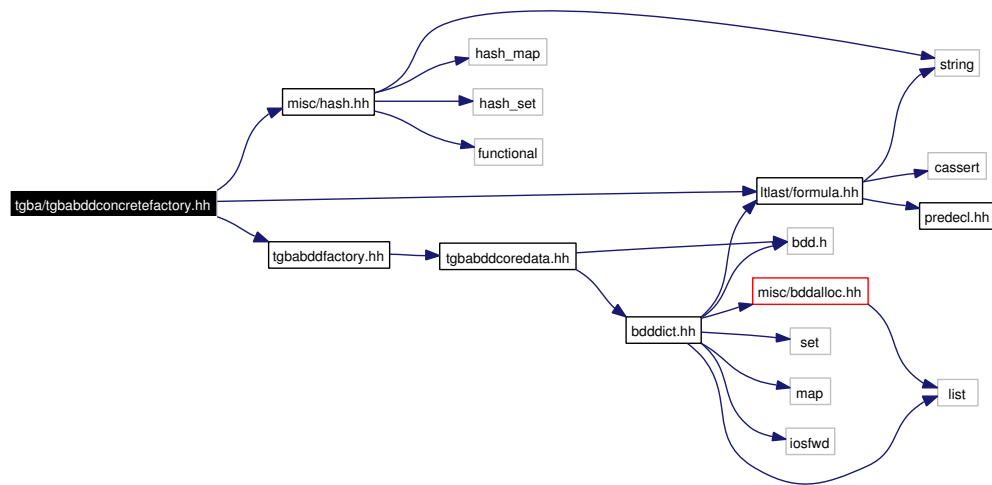 tgba/tgbabddconcretefactory.hh
misc/hash.hh
tgbabddfactory.hh
hash_map
hash_set
functional
tgbabddcoredata.hh
bdddict.hh
ltlast/formula.hh
bdd.h
misc/bddalloc.hh
set
map
iosfwd
string
cassert
predecl.hh
list